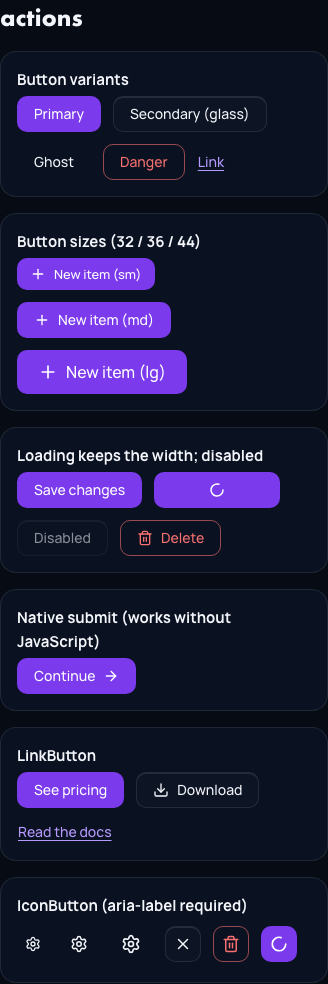 actions
Button variants
Primary
Secondary (glass)
Ghost
Danger
Link
Button sizes (32 / 36 / 44)
New item (sm)
New item (md)
New item (lg)
Loading keeps the width; disabled
Save changes
Disabled
Delete
Native submit (works without
JavaScript)
Continue
LinkButton
See pricing
Download
Read the docs
IconButton (aria-label required)